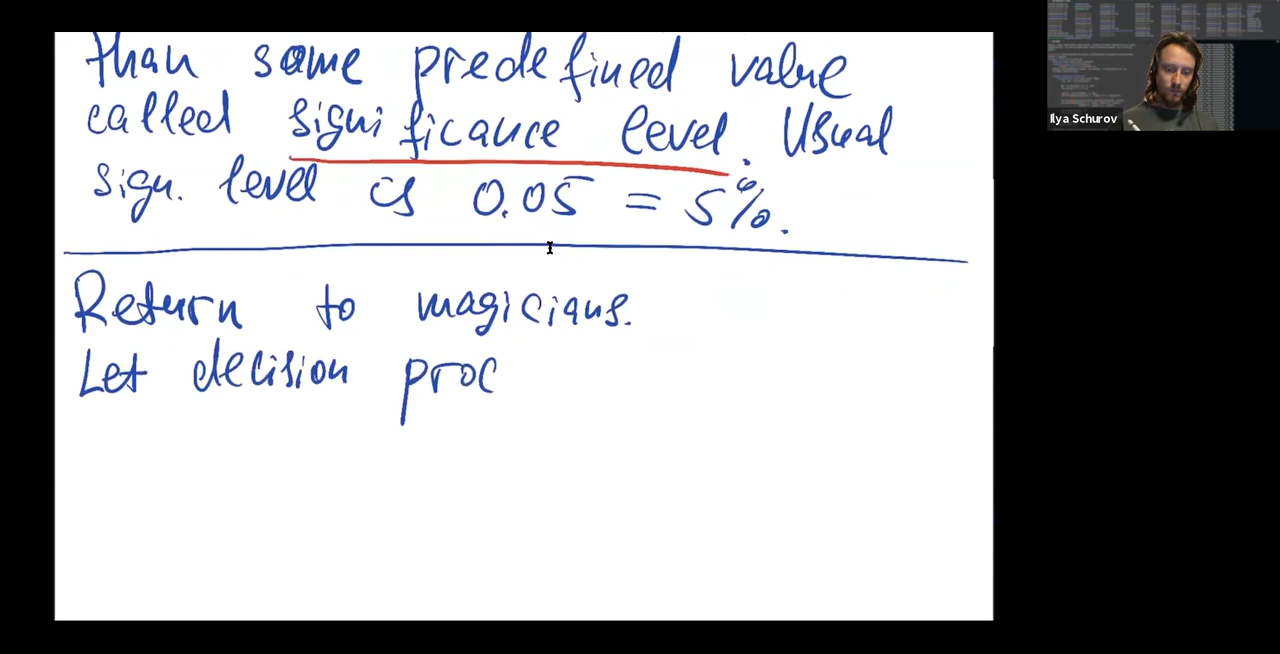 than some predefined value
called significance level. Usual
sign. level is 0.05 = 5%.
Return to magicians.
Let decision proc
Ilya Schurov